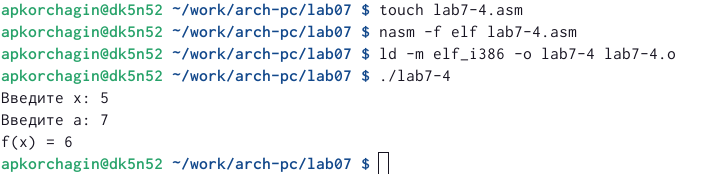 apkorchagin@dk5n52 ~/work/arch-pc/lab07 $ touch lab7-4.asm
apkorchagin@dk5n52 ~/work/arch-pc/lab07 $ nasm -f elf lab7-4.asm
apkorchagin@dk5n52 ~/work/arch-pc/lab07 $ ld -m elf_i386 -o lab7-4 lab7-4.o
apkorchagin@dk5n52 ~/work/arch-pc/lab07 $ ./lab7-4
Введите x: 5
Введите a: 7
f(x) = 6
apkorchagin@dk5n52 ~/work/arch-pc/lab07 $